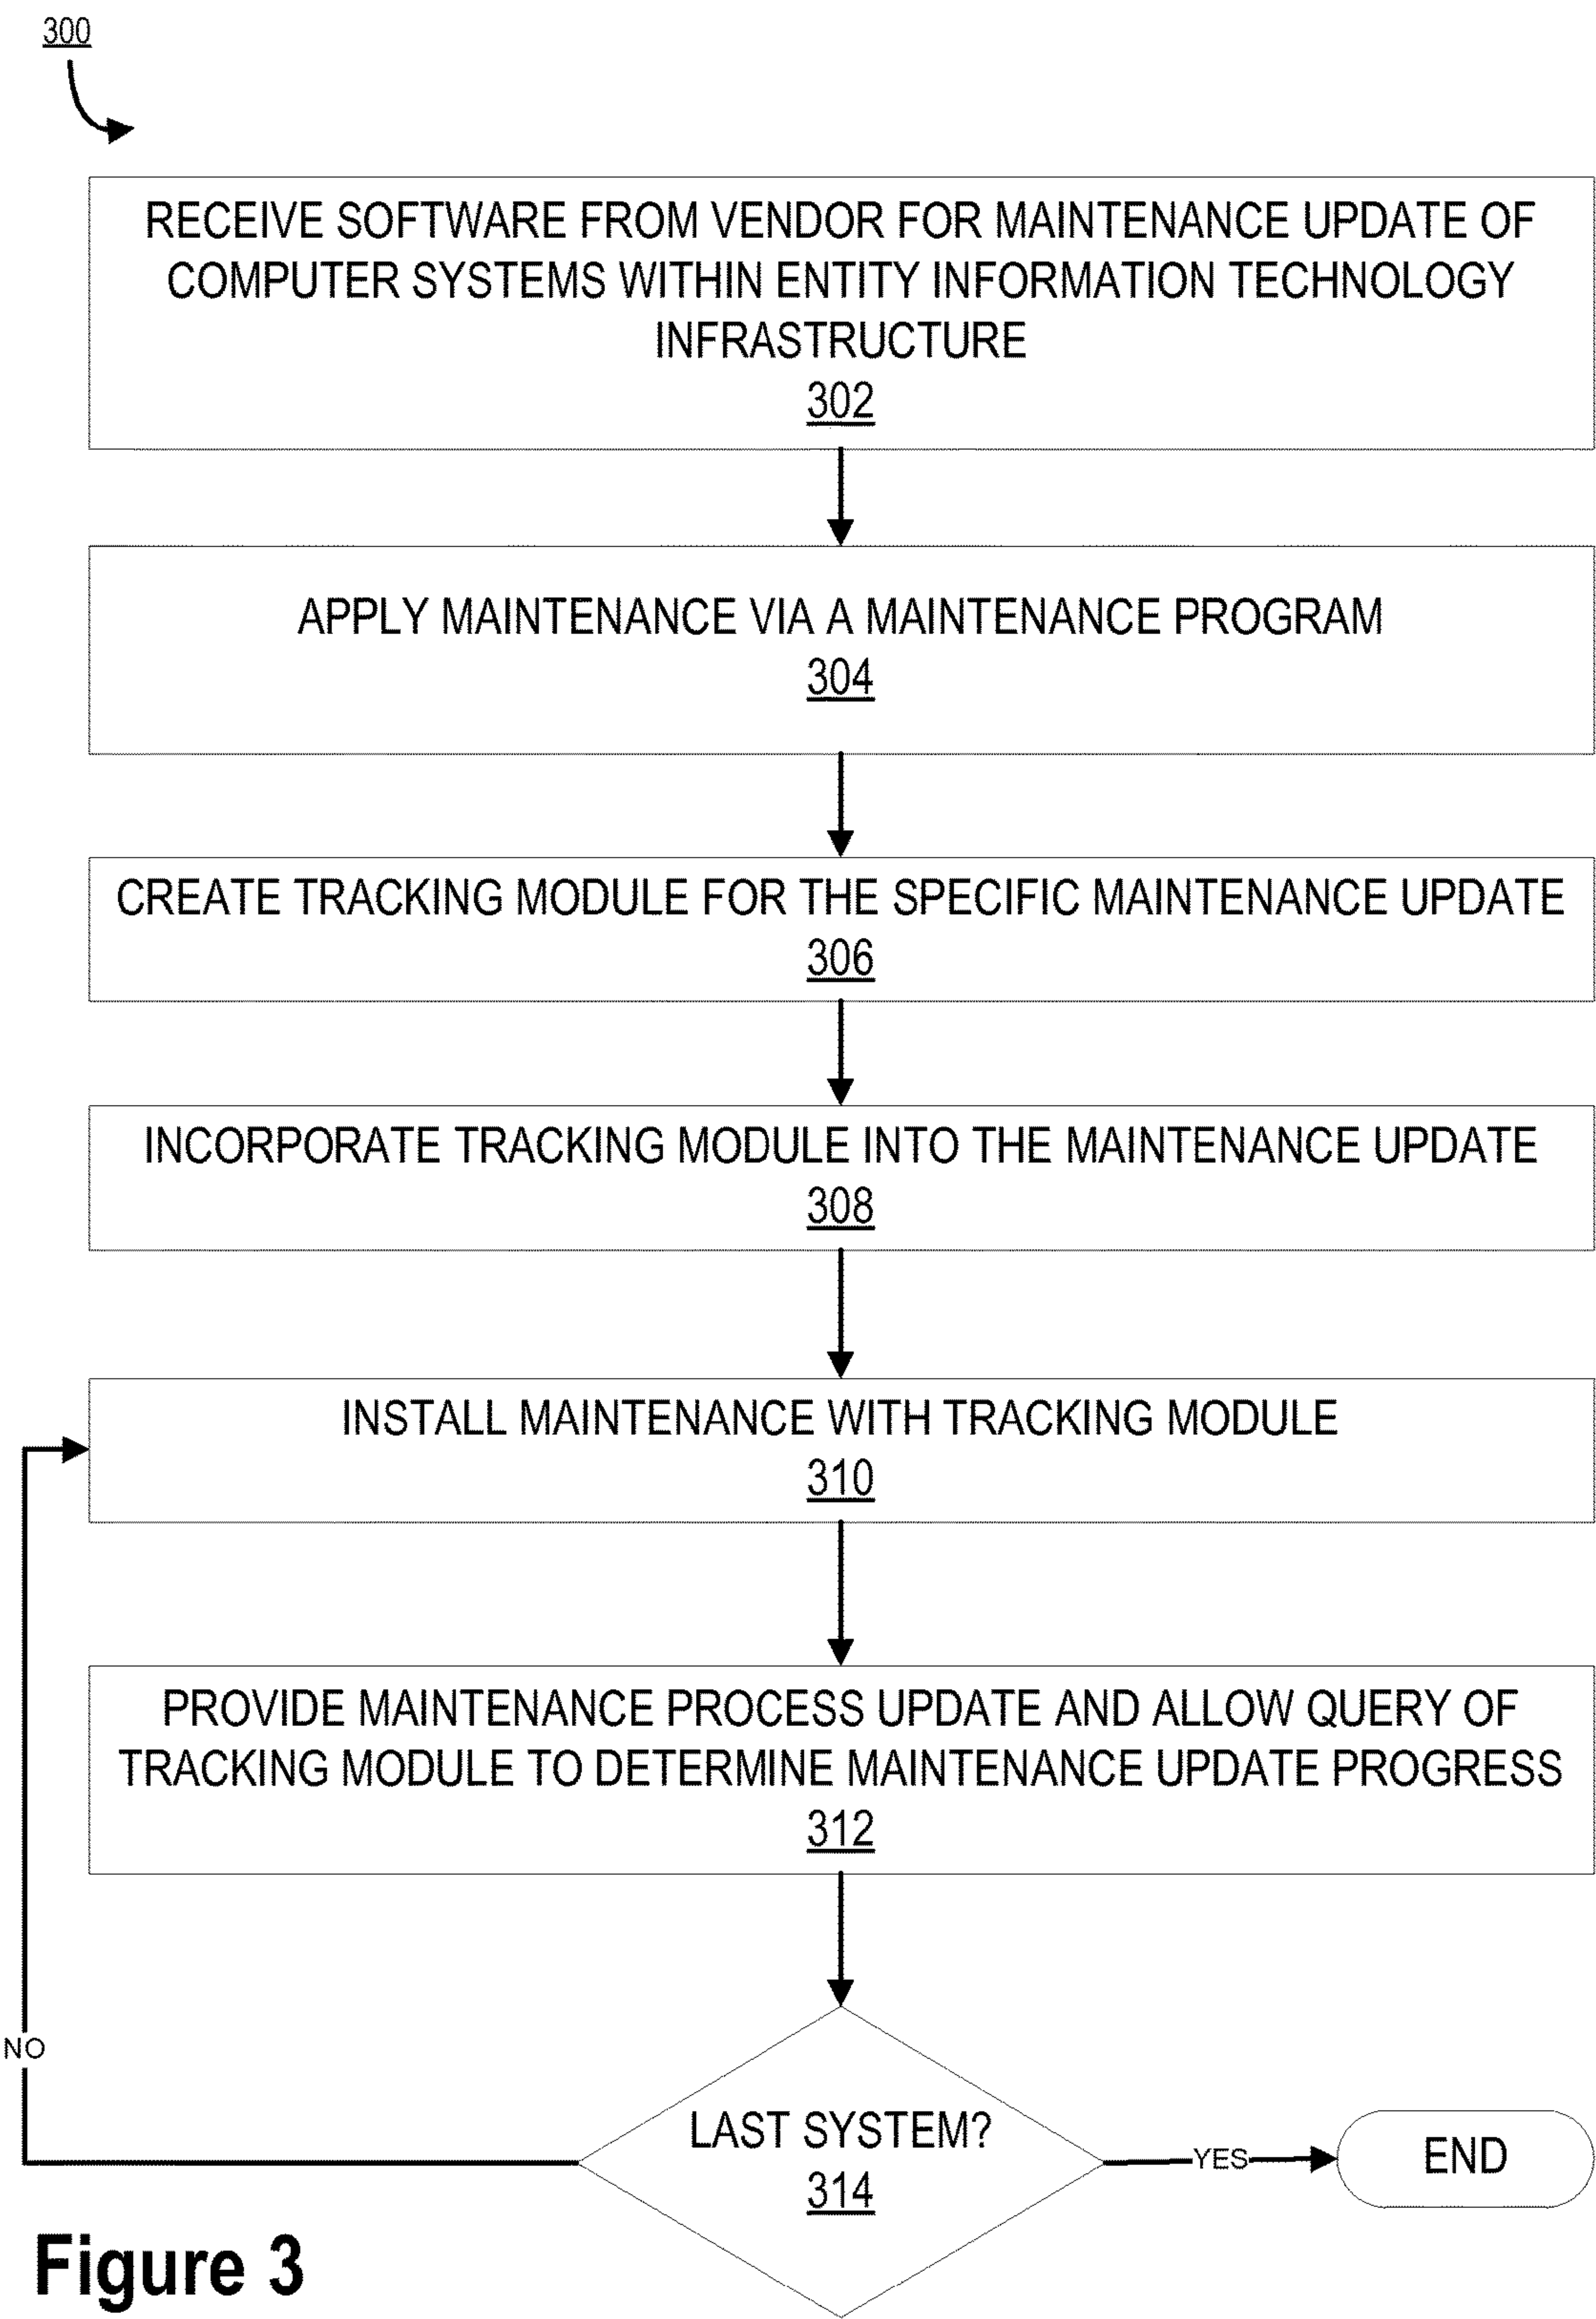 300
RECEIVE SOFTWARE FROM VENDOR FOR MAINTENANCE UPDATE OF
COMPUTER SYSTEMS WITHIN ENTITY INFORMATION TECHNOLOGY
INFRASTRUCTURE
302
APPLY MAINTENANCE VIA A MAINTENANCE PROGRAM
304
CREATE TRACKING MODULE FOR THE SPECIFIC MAINTENANCE UPDATE
306
INCORPORATE TRACKING MODULE INTO THE MAINTENANCE UPDATE
308
INSTALL MAINTENANCE WITH TRACKING MODULE
310
PROVIDE MAINTENANCE PROCESS UPDATE AND ALLOW QUERY OF
TRACKING MODULE TO DETERMINE MAINTENANCE UPDATE PROGRESS
312
NO
LAST SYSTEM?
314
YES
END
Figure 3